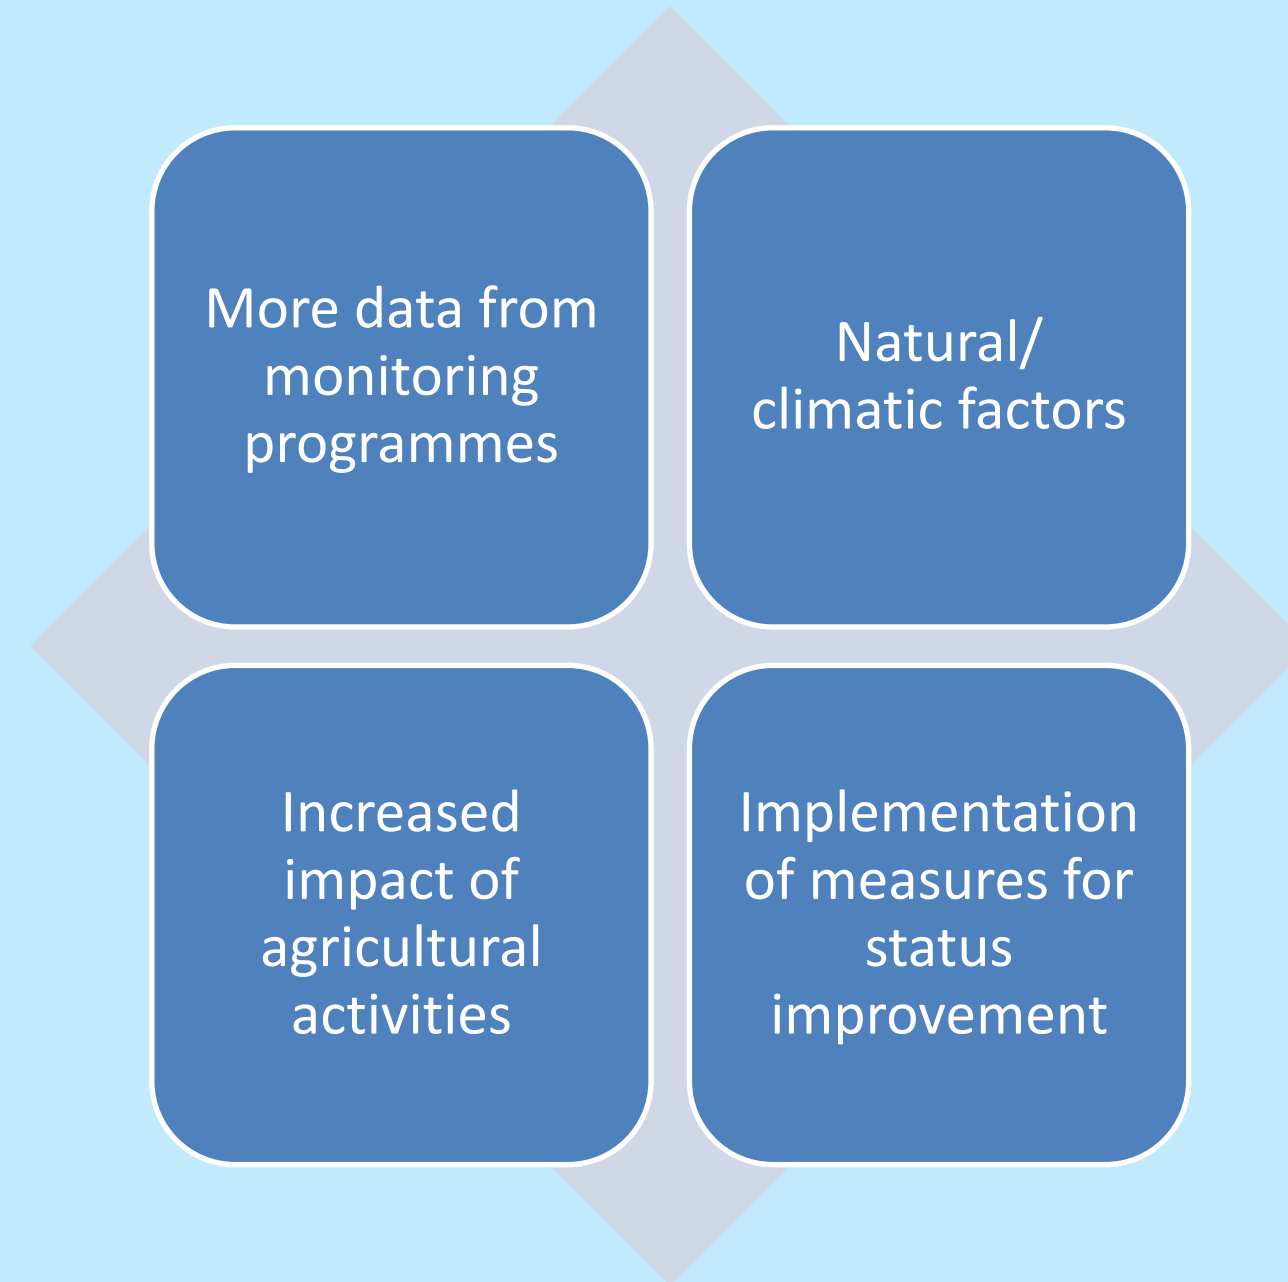 More data from
monitoring
programmes
Natural/
climatic factors
Increased
impact of
agricultural
activities
Implementation
of measures for
status
improvement